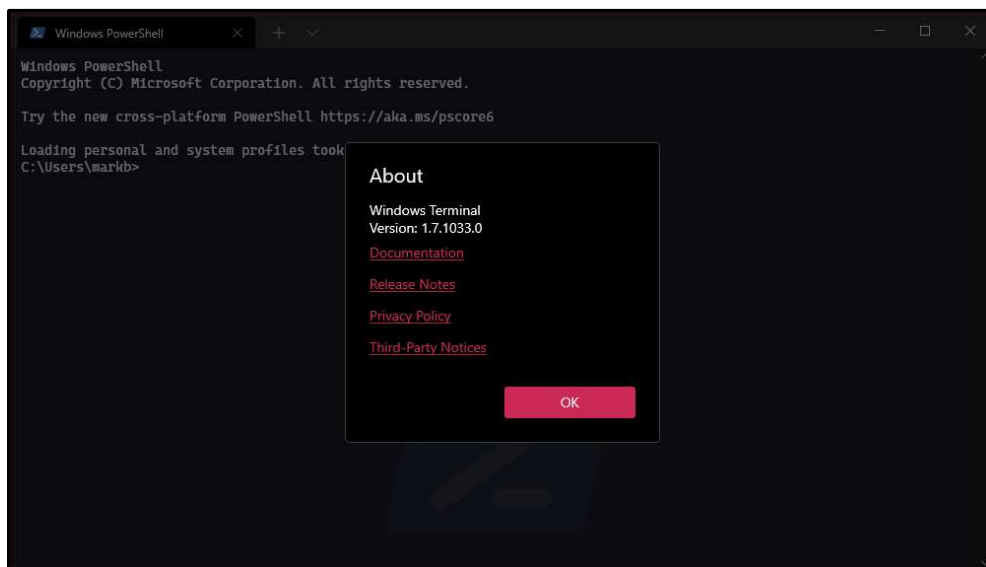 Windows PowerShell
Windows PowerShell
Copyright (C) Microsoft Corporation. All rights reserved.
Try the new cross-platform PowerShell https://aka.ms/pscore6
Loading personal and system profiles took
C:\Users\markb>
About
Windows Terminal
Version: 1.7.1033.0
Documentation
Release Notes
Privacy Policy
Third-Party Notices
OK